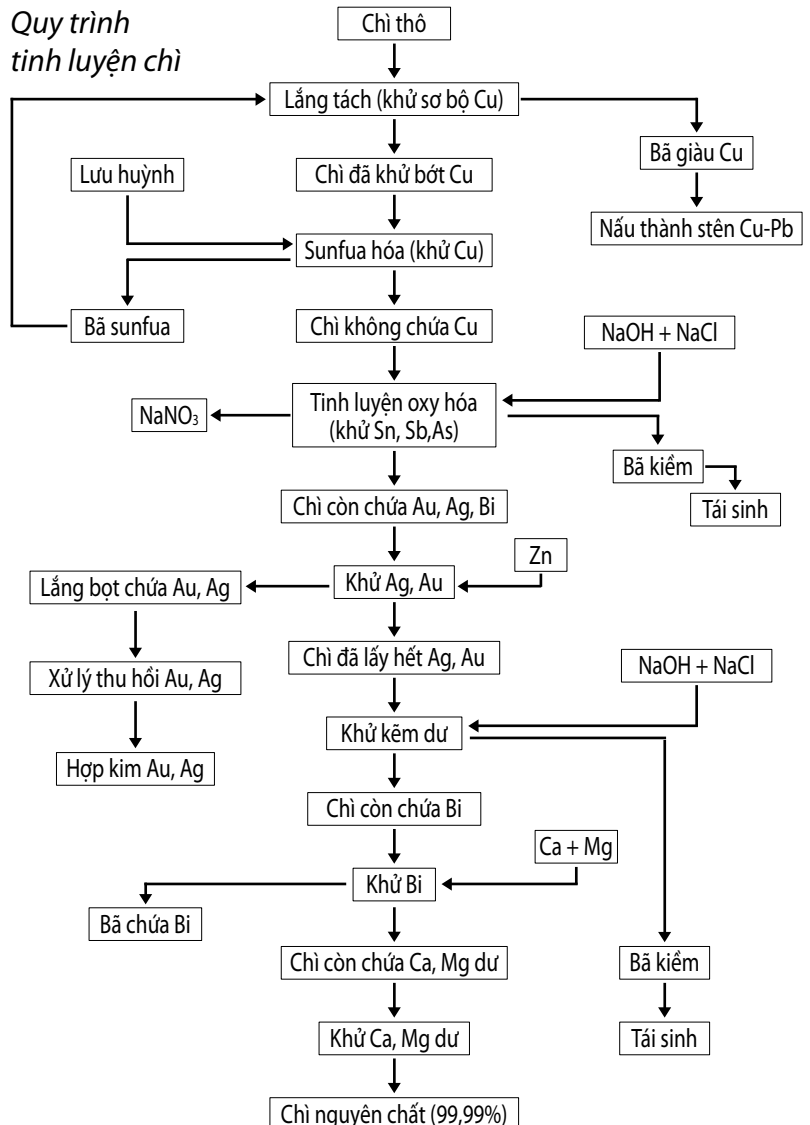 Quy trình
tinh luyện chì
Chì thô
Lắng tách (khử sơ bộ Cu)
Bã giàu Cu
Lưu huỳnh
Chì đã khử bớt Cu
Nấu thành stên Cu-Pb
Sunfua hóa (khử Cu)
Bã sunfua
Chì không chứa Cu
NaOH + NaCl
NaNO₃
Tinh luyện oxy hóa
(khử Sn, Sb,As)
Bã kiềm
Tái sinh
Chì còn chứa Au, Ag, Bi
Zn
Lắng bọt chứa Au, Ag
Khử Ag, Au
Chì đã lấy hết Ag, Au
NaOH + NaCl
Xử lý thu hồi Au, Ag
Khử kẽm dư
Hợp kim Au, Ag
Chì còn chứa Bi
Ca + Mg
Khử Bi
Bã chứa Bi
Chì còn chứa Ca, Mg dư
Bã kiềm
Khử Ca, Mg dư
Tái sinh
Chì nguyên chất (99,99%)